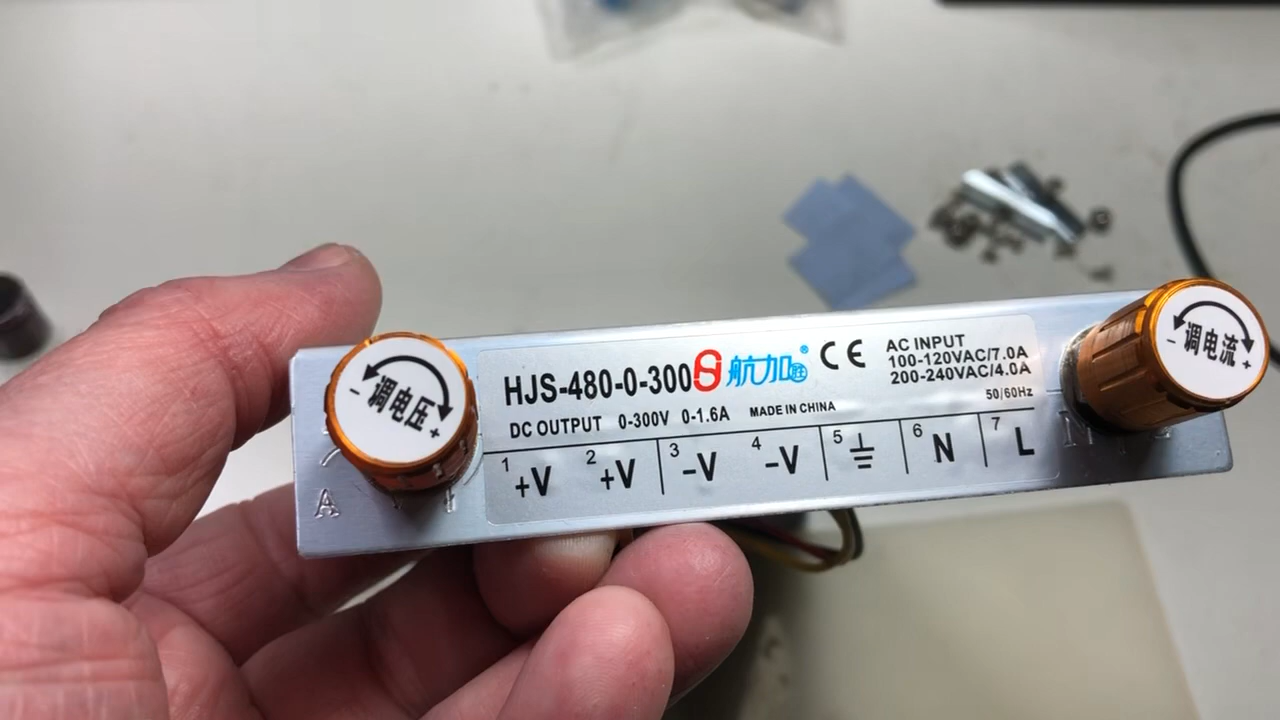 - 调电压 +
HJS-480-0-300 航加胜® CE
DC OUTPUT 0-300V 0-1.6A MADE IN CHINA
AC INPUT
100-120VAC/7.0A
200-240VAC/4.0A
50/60Hz
1 +V 2 +V 3 -V 4 -V 5 6 N 7 L
- 调电流 +
A
N